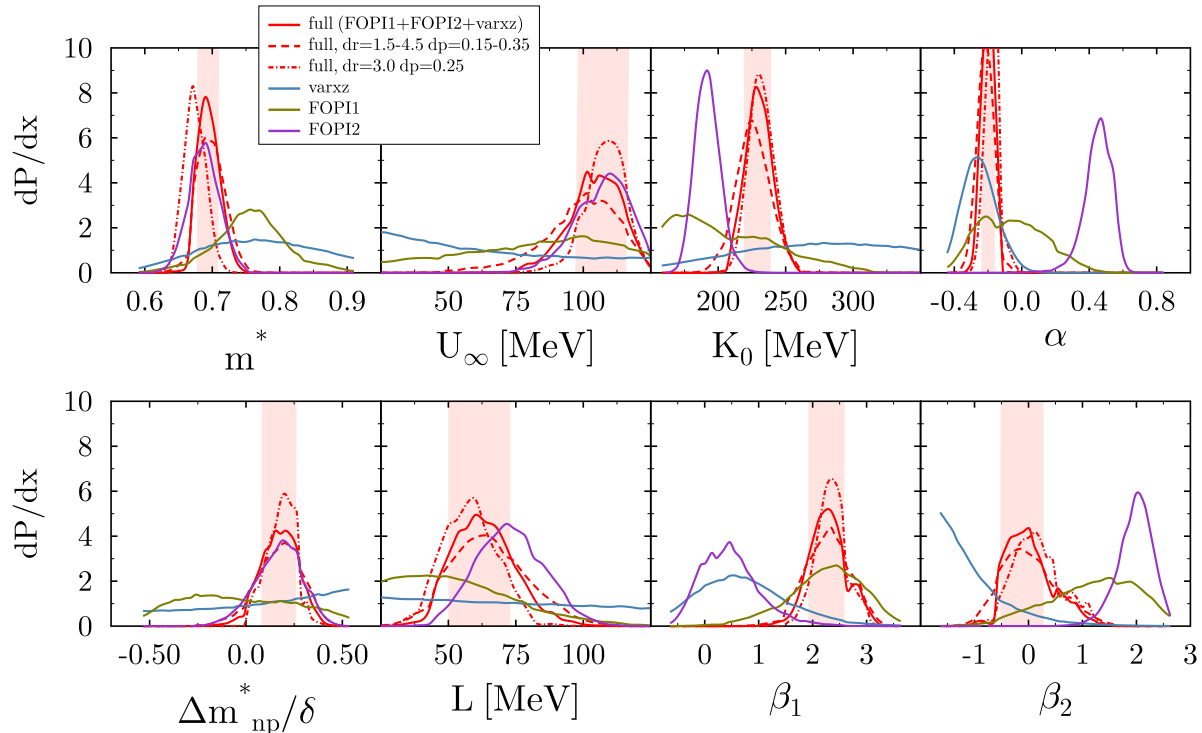 full (FOPI1+FOPI2+varxz)
full, dr=1.5-4.5 dp=0.15-0.35
full, dr=3.0 dp=0.25
varxz
FOPI1
FOPI2
dP/dx
10
8
6
4
2
0
0.6 0.7 0.8 0.9
50 75 100
200 250 300
-0.4 0.0 0.4 0.8
m*
U∞ [MeV]
K0 [MeV]
α
dP/dx
10
8
6
4
2
0
-0.50 0.0 0.50
50 75 100
0 1 2 3
-1 0 1 2 3
Δm*np/δ
L [MeV]
β1
β2